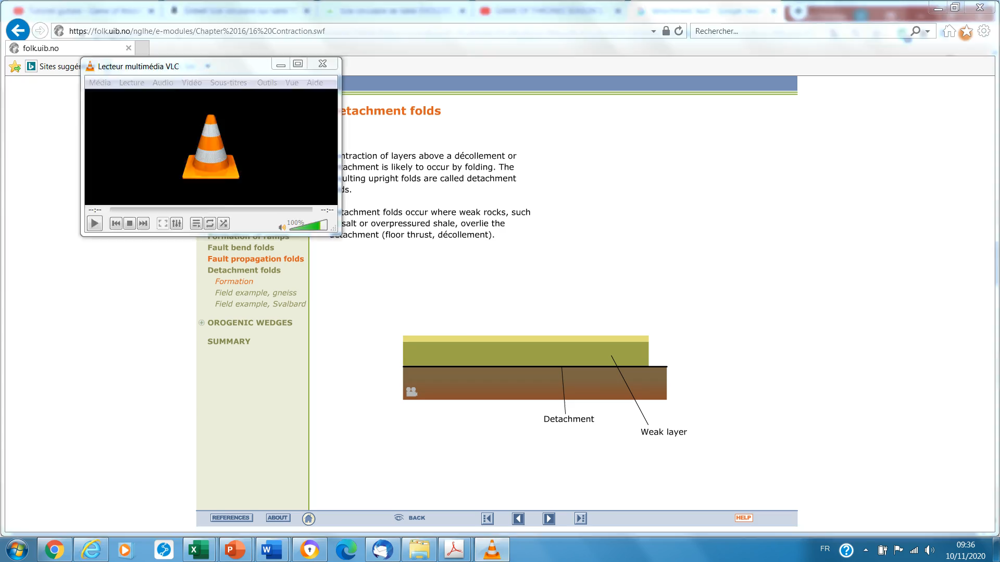 https://folk.uib.no/nglhe/e-modules/Chapter%2016/16%20Contraction.swf
Rechercher...
folk.uib.no
Sites suggér
Lecteur multimédia VLC
Média Lecture Audio Vidéo Sous-titres Outils Vue Aide
--:-- --:--
100%
etachment folds
ntraction of layers above a décollement or
tachment is likely to occur by folding. The
ulting upright folds are called detachment
ds.
tachment folds occur where weak rocks, such
salt or overpressured shale, overlie the
detachment (floor thrust, décollement).
Formation of ramps
Fault bend folds
Fault propagation folds
Detachment folds
Formation
Field example, gneiss
Field example, Svalbard
OROGENIC WEDGES
SUMMARY
Detachment
Weak layer
REFERENCES ABOUT BACK HELP
FR
09:36
10/11/2020